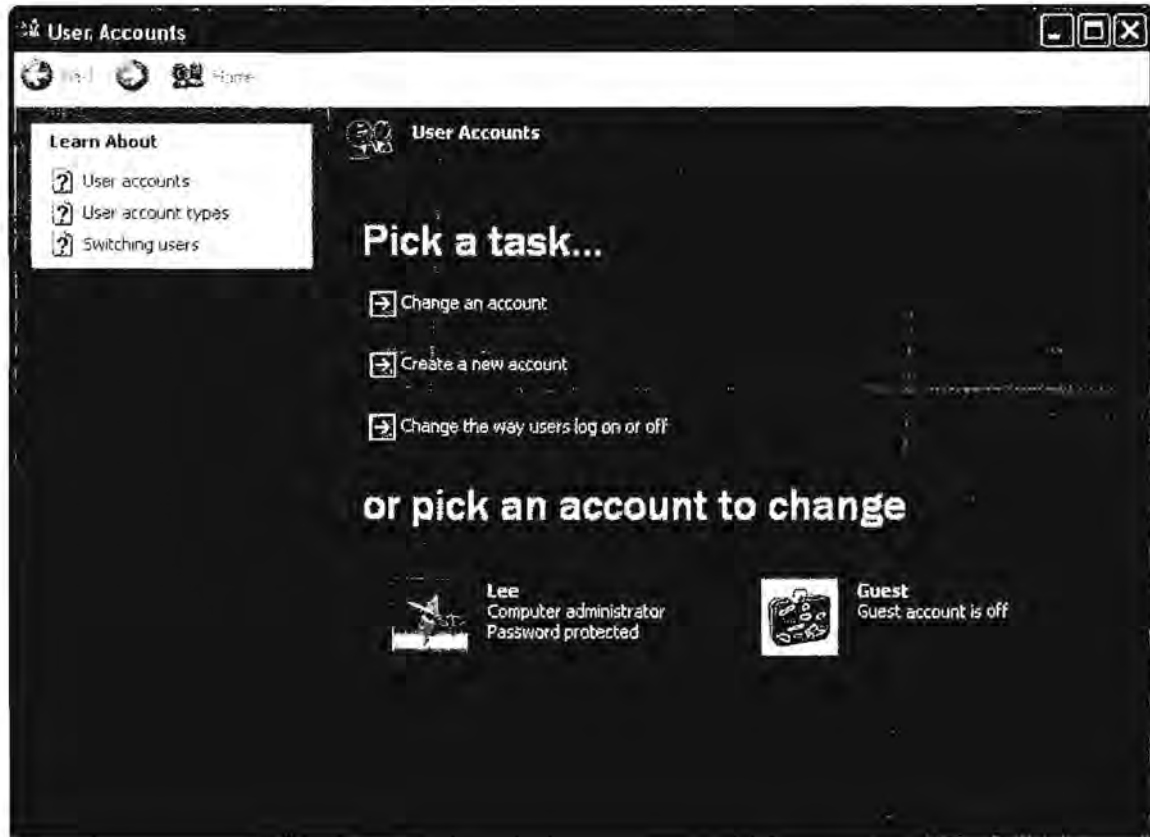 User Accounts
Home
Learn About
User accounts
User account types
Switching users
User Accounts
Pick a task...
Change an account
Create a new account
Change the way users log on or off
or pick an account to change
Lee
Computer administrator
Password protected
Guest
Guest account is off